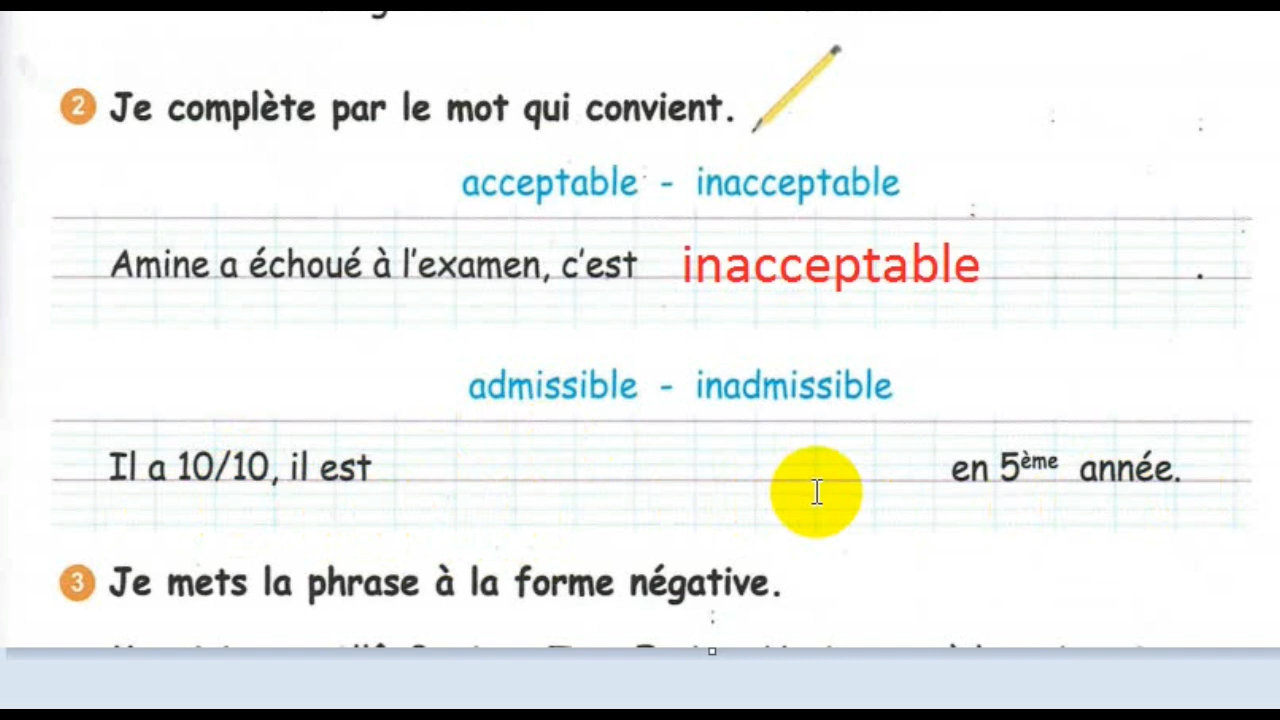 2 Je complète par le mot qui convient.
acceptable - inacceptable
Amine a échoué à l'examen, c'est inacceptable .
admissible - inadmissible
Il a 10/10, il est en 5ème année.
3 Je mets la phrase à la forme négative.